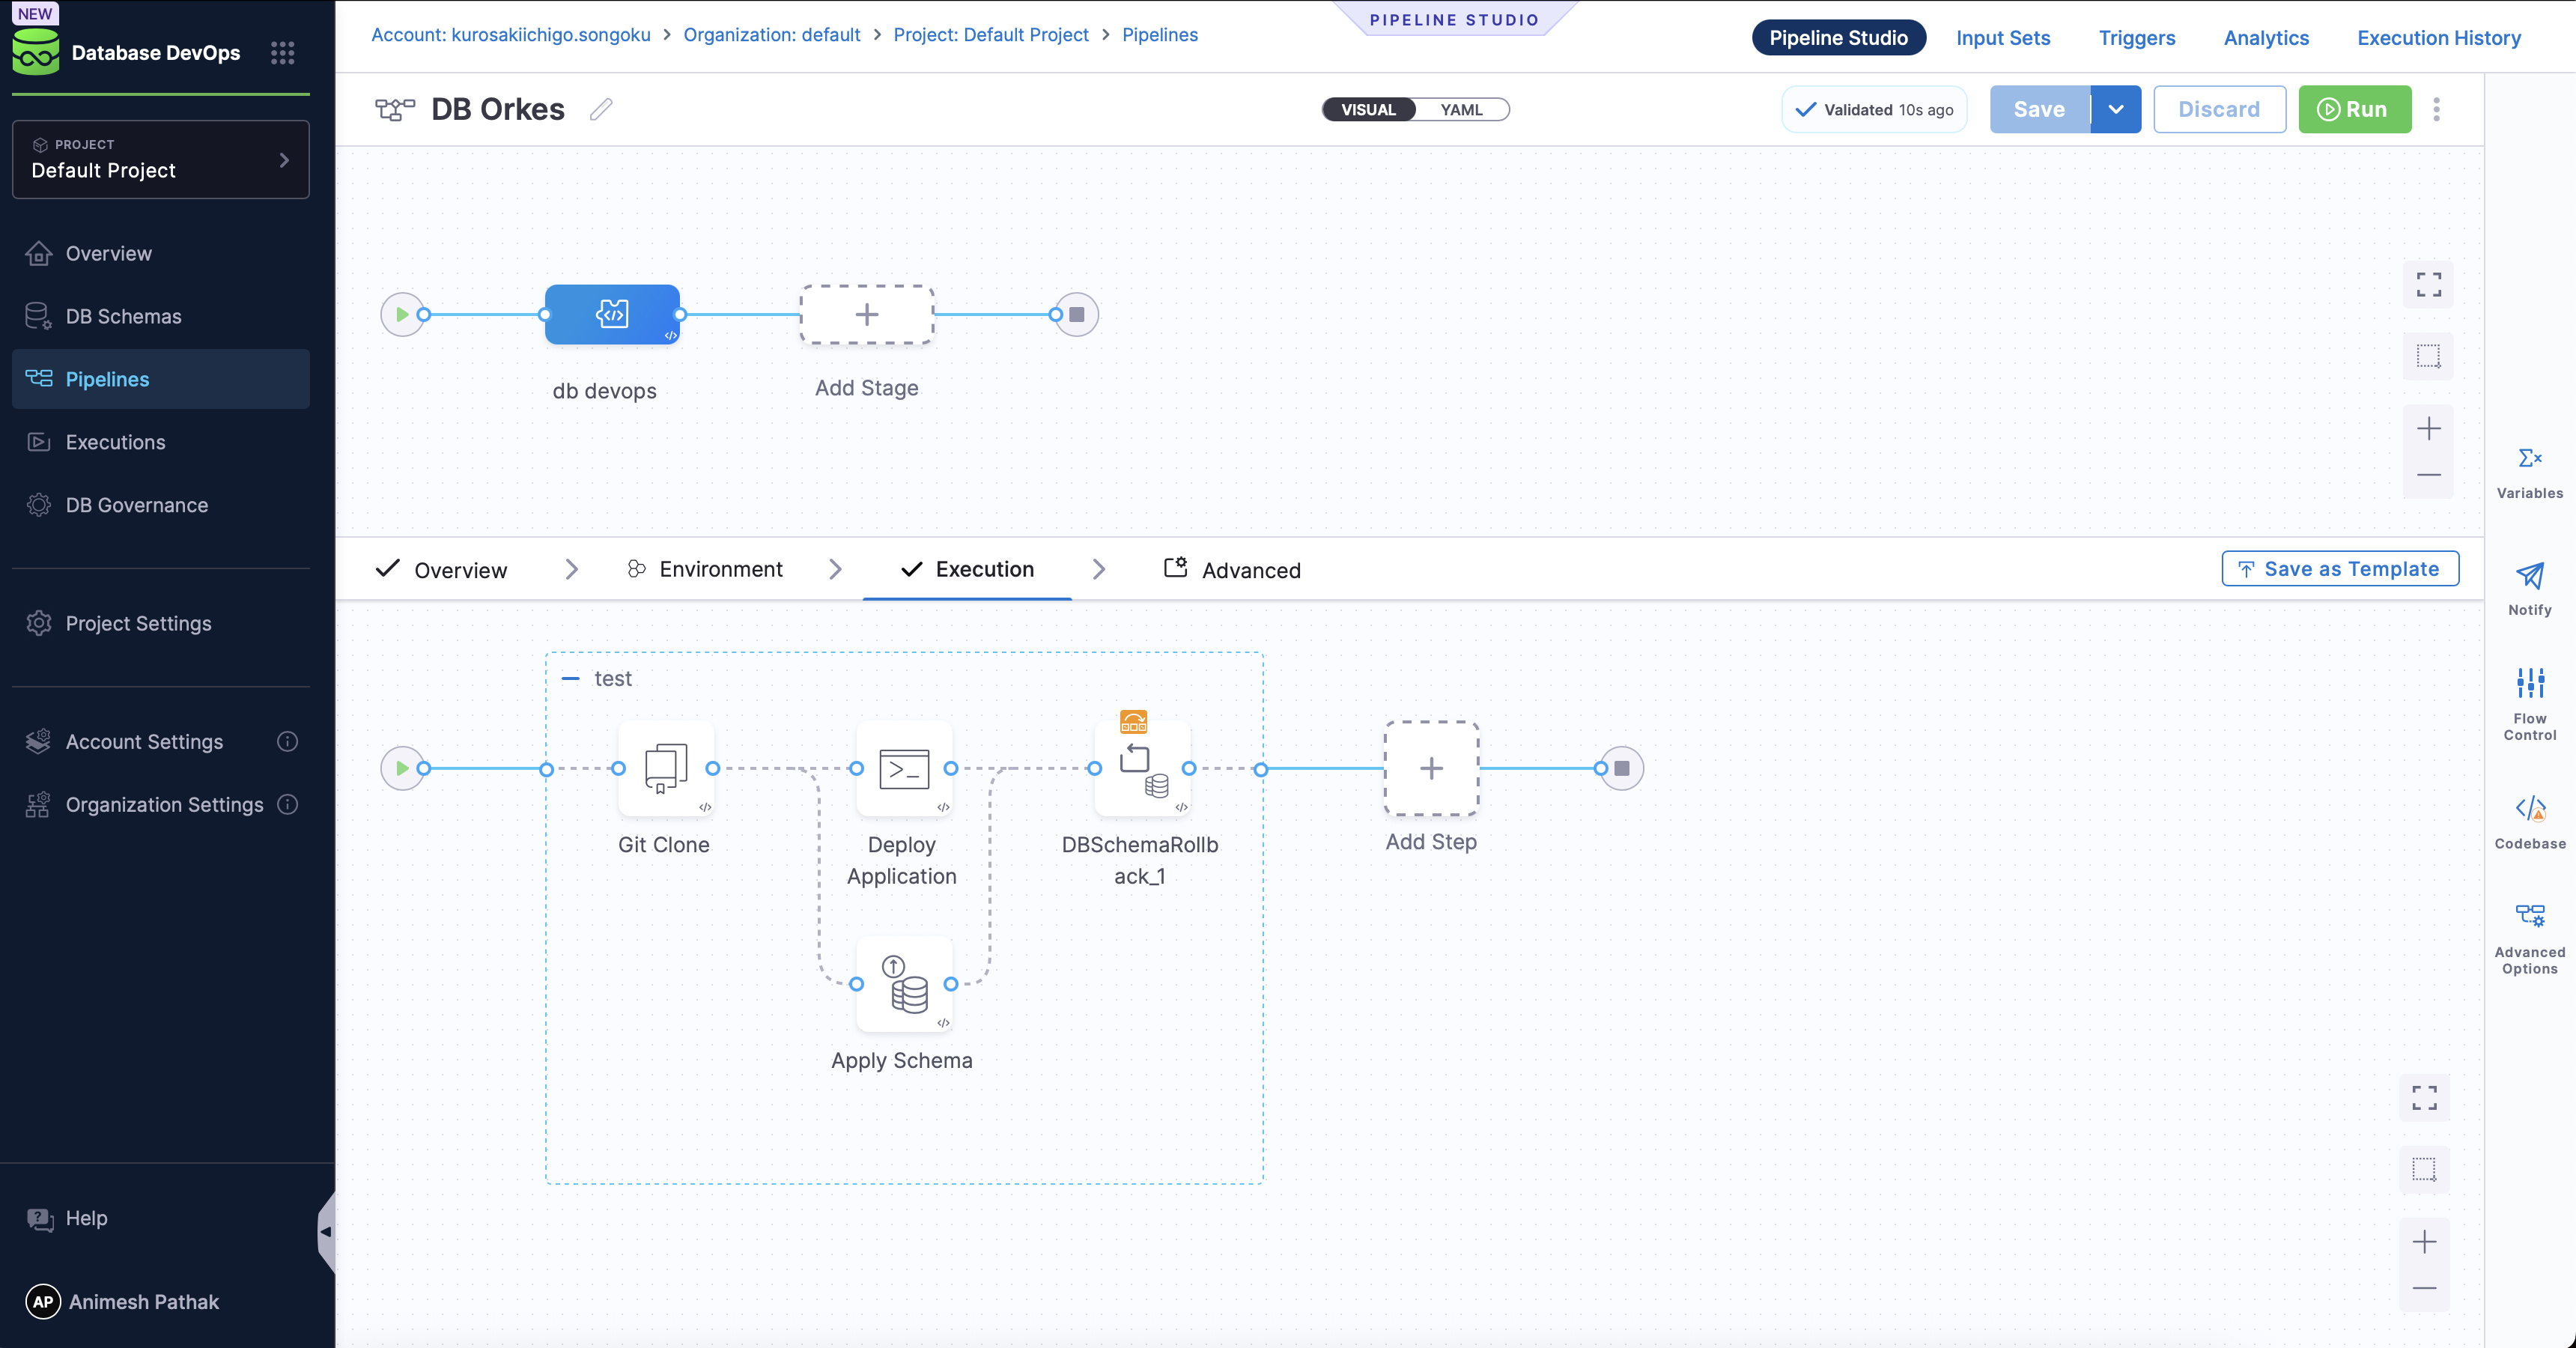 NEW
Database DevOps
PROJECT
Default Project
Overview
DB Schemas
Pipelines
Executions
DB Governance
Project Settings
Account Settings
Organization Settings
Help
AP
Animesh Pathak
Account: kurosakiichigo.songoku > Organization: default > Project: Default Project > Pipelines
PIPELINE STUDIO
Pipeline Studio
Input Sets
Triggers
Analytics
Execution History
DB Orkes
VISUAL
YAML
Validated 10s ago
Save
Discard
Run
db devops
Add Stage
Overview
Environment
Execution
Advanced
Save as Template
test
Git Clone
Deploy
Application
DBSchemaRollb
ack_1
Add Step
Apply Schema
Variables
Notify
Flow
Control
Codebase
Advanced
Options